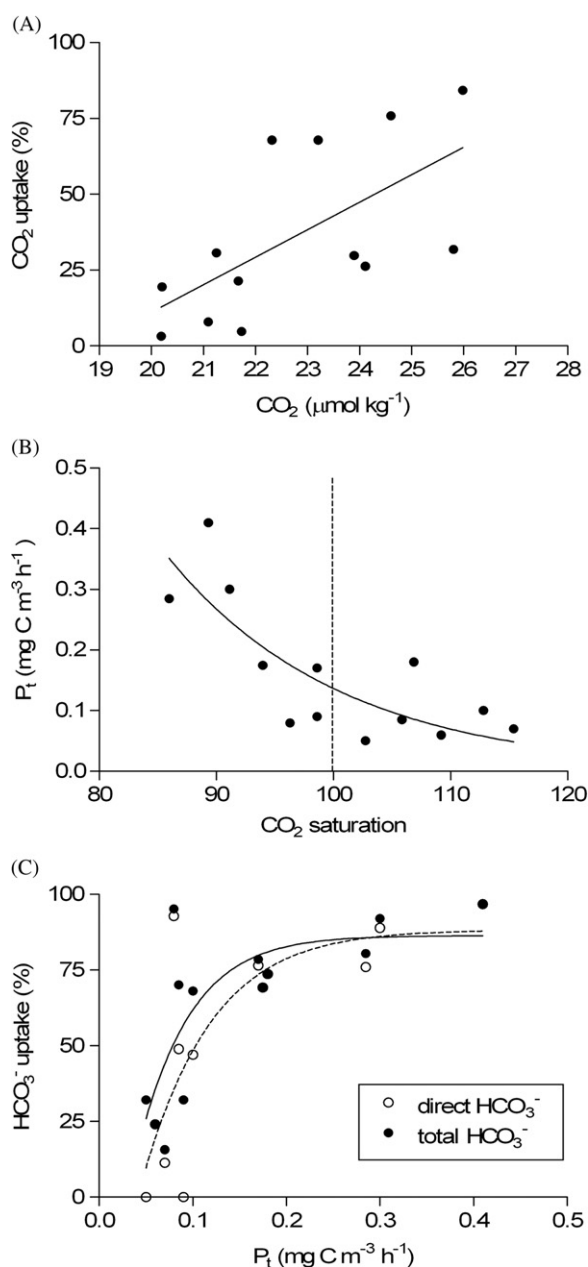 (A)
CO₂ uptake (%)
100
75
50
25
0
19 20 21 22 23 24 25 26 27 28
CO₂ (μmol kg⁻¹)
(B)
Pₜ (mg C m⁻³ h⁻¹)
0.5
0.4
0.3
0.2
0.1
0.0
80 90 100 110 120
CO₂ saturation
(C)
HCO₃⁻ uptake (%)
100
75
50
25
0
direct HCO₃⁻
total HCO₃⁻
0.0 0.1 0.2 0.3 0.4 0.5
Pₜ (mg C m⁻³ h⁻¹)